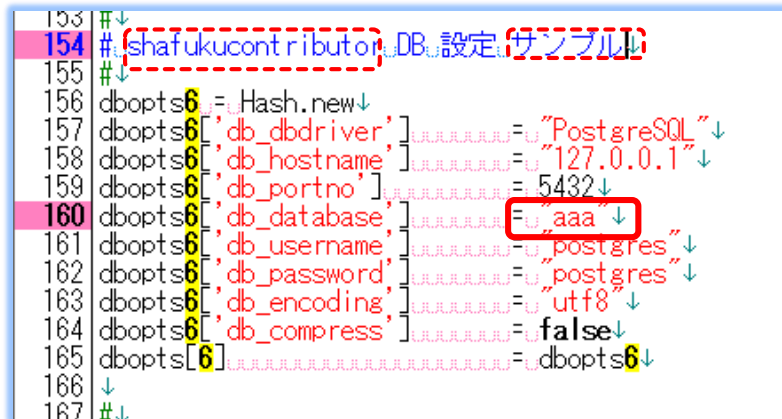 153 #↓
154 # shafukucontributor DB 設定 サンプル↓
155 #↓
156 dbopts6 = Hash.new↓
157 dbopts6['db_dbdriver'] = "PostgreSQL"↓
158 dbopts6['db_hostname'] = "127.0.0.1"↓
159 dbopts6['db_portno'] = 5432↓
160 dbopts6['db_database'] = "aaa"↓
161 dbopts6['db_username'] = "postgres"↓
162 dbopts6['db_password'] = "postgres"↓
163 dbopts6['db_encoding'] = "utf8"↓
164 dbopts6['db_compress'] = false↓
165 dbopts[6] = dbopts6↓
166 ↓
167 #↓